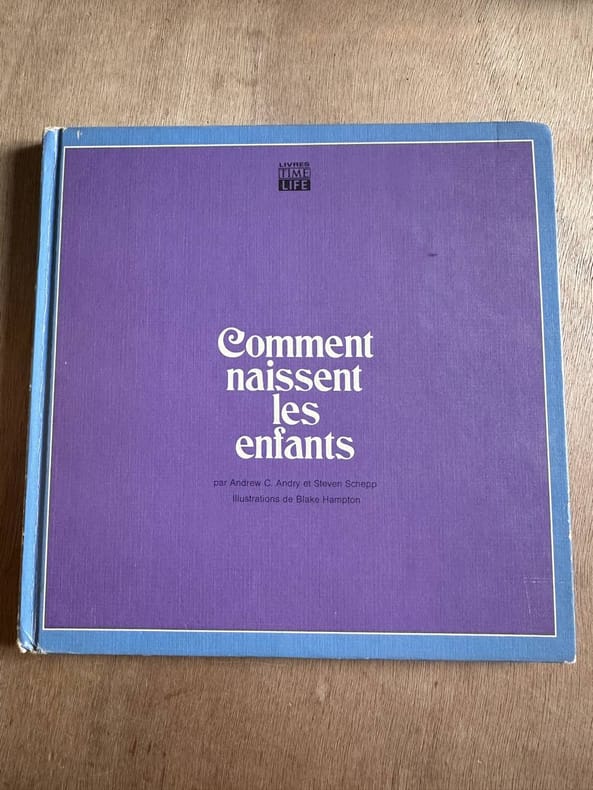 LIVRES
TIME
LIFE
Comment
naissent
les
enfants
par Andrew C. Andry et Steven Schepp
Illustrations de Blake Hampton